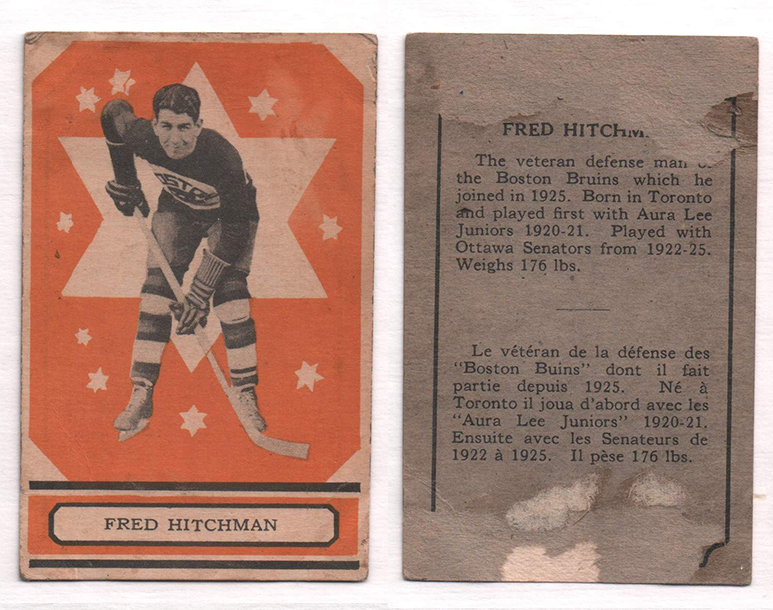 FRED HITCHMAN
FRED HITCHM
The veteran defense man
the Boston Bruins which he
joined in 1925. Born in Toronto
and played first with Aura Lee
Juniors 1920-21. Played with
Ottawa Senators from 1922-25.
Weighs 176 lbs.
Le vétéran de la défense des
"Boston Buins" dont il fait
partie depuis 1925. Né à
Toronto il joua d'abord avec les
"Aura Lee Juniors" 1920-21.
Ensuite avec les Senateurs de
1922 à 1925. Il pèse 176 lbs.